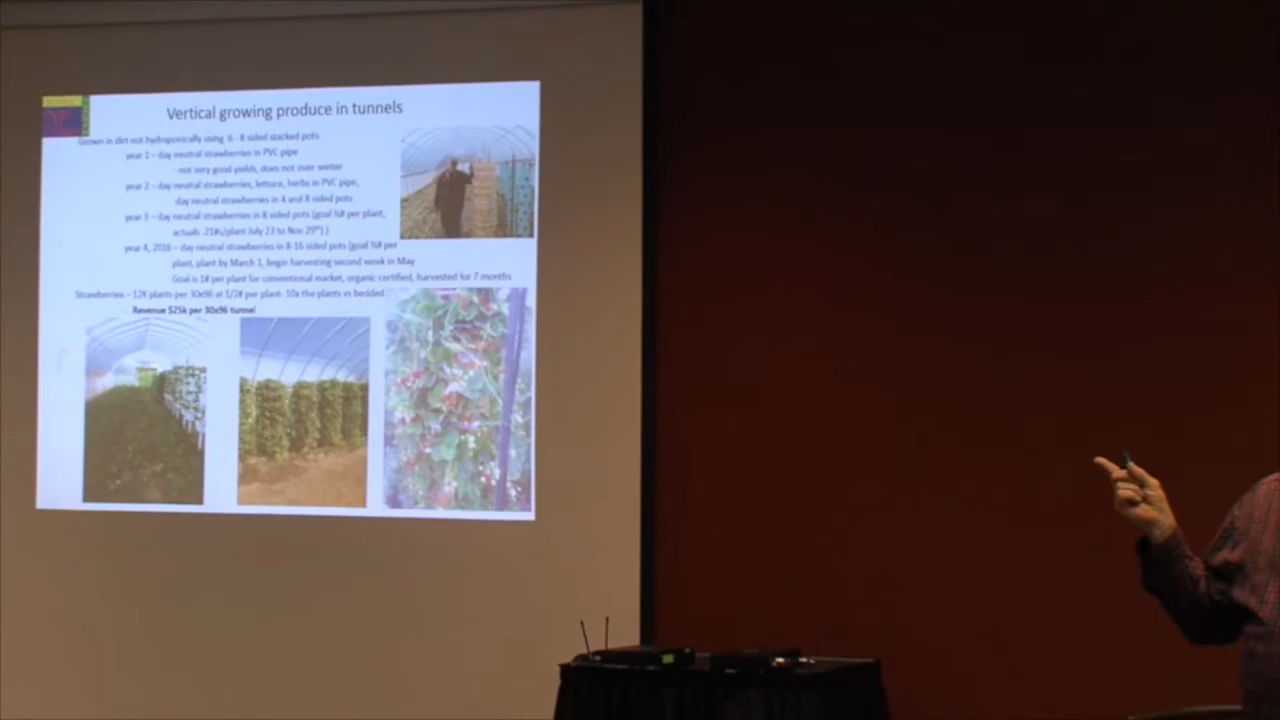 Vertical growing produce in tunnels
Grown in dirt not hydroponically using 6 - 8 sided stacked pots
year 1 – day neutral strawberries in PVC pipe
- not very good yields, does not over winter
year 2 – day neutral strawberries, lettuce, herbs in PVC pipe,
day neutral strawberries in 4 and 8 sided pots
year 3 – day neutral strawberries in 8 sided pots (goal ½# per plant,
actuals .21#s/plant July 23 to Nov 29th) )
year 4, 2016 – day neutral strawberries in 8-16 sided pots (goal ½# per
plant, plant by March 1, begin harvesting second week in May
Goal is 1# per plant for conventional market, organic certified, harvested for 7 months
Strawberries – 12K plants per 30x96 at 1/2# per plant. 10x the plants vs bedded.
- Revenue $25k per 30x96 tunnel